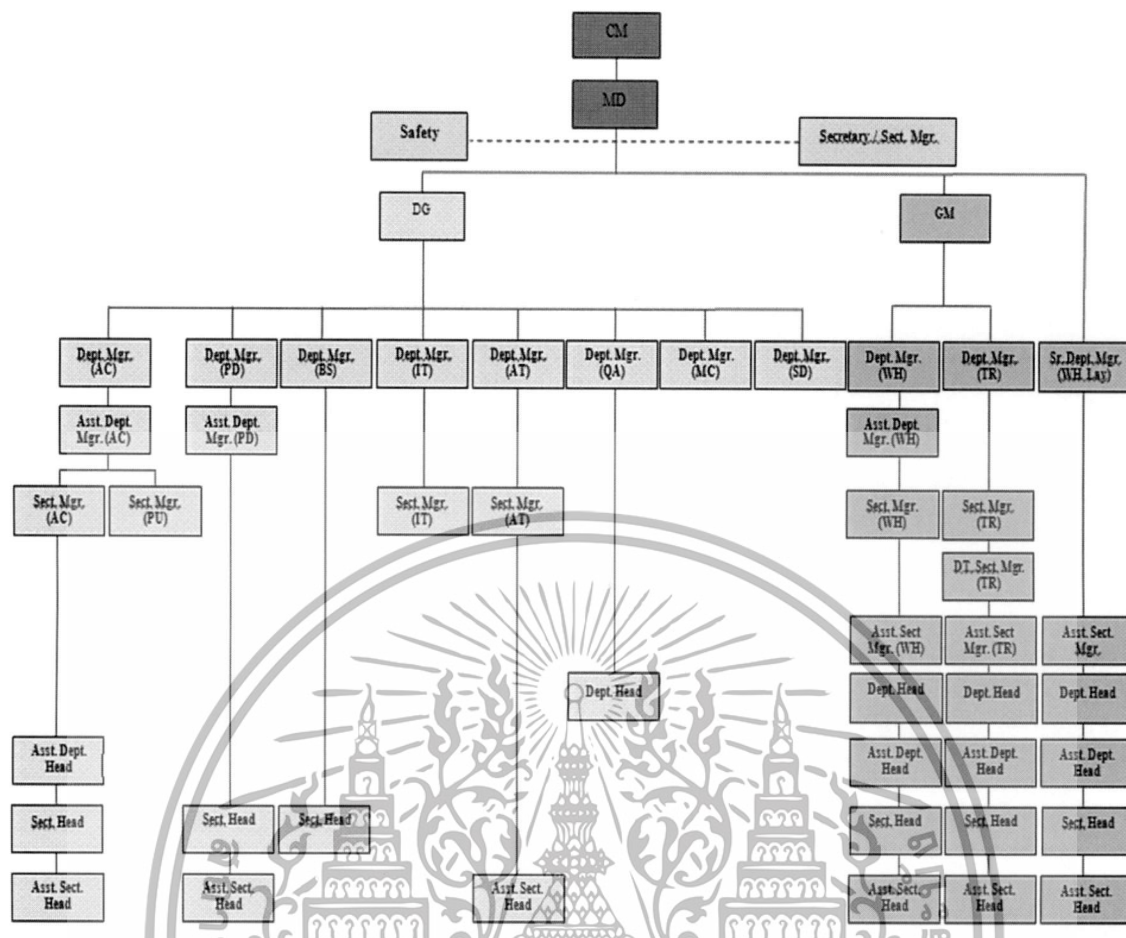 CM
MD
Safety
Secretary / Sect. Mgr.
DG
GM
Dept. Mgr.
(AC)
Dept. Mgr.
(PD)
Dept. Mgr.
(BS)
Dept. Mgr.
(IT)
Dept. Mgr.
(AT)
Dept. Mgr.
(QA)
Dept. Mgr.
(MC)
Dept. Mgr.
(SD)
Dept. Mgr.
(WH)
Dept. Mgr.
(TR)
Sr. Dept. Mgr.
(WH Lay)
Asst. Dept.
Mgr. (AC)
Asst. Dept.
Mgr. (PD)
Asst. Dept.
Mgr. (WH)
Sect. Mgr.
(AC)
Sect. Mgr.
(PU)
Sect. Mgr.
(IT)
Sect. Mgr.
(AT)
Sect. Mgr.
(WH)
Sect. Mgr.
(TR)
D.T. Sect. Mgr.
(TR)
Asst. Sect
Mgr. (WH)
Asst. Sect
Mgr. (TR)
Asst. Sect.
Mgr.
Dept. Head
Dept. Head
Dept. Head
Dept. Head
Asst. Dept.
Head
Asst. Dept.
Head
Asst. Dept.
Head
Asst. Dept.
Head
Sect. Head
Sect. Head
Sect. Head
Sect. Head
Sect. Head
Sect. Head
Asst. Sect.
Head
Asst. Sect.
Head
Asst. Sect.
Head
Asst. Sect.
Head
Asst. Sect.
Head
Asst. Sect.
Head